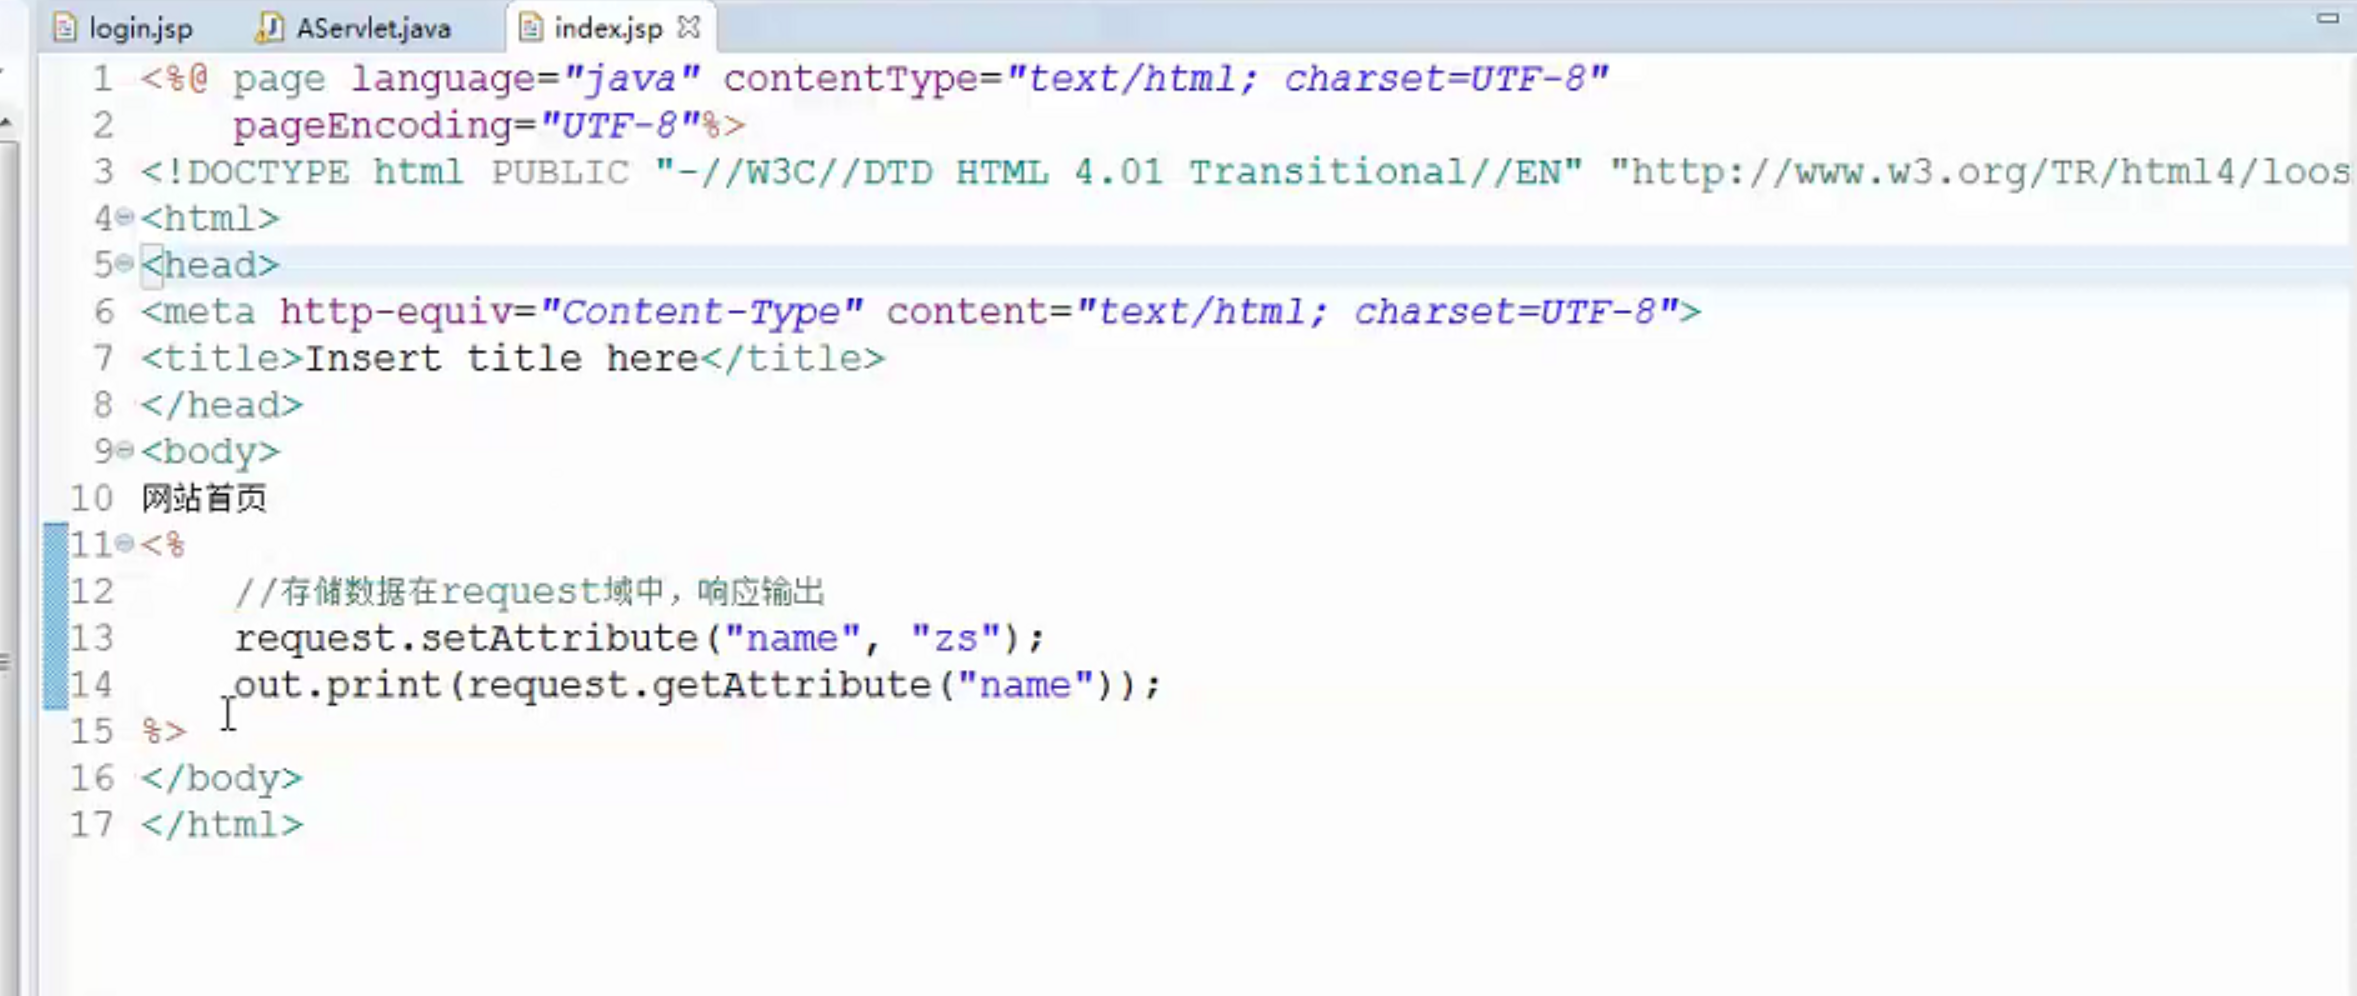 login.jsp AServlet.java index.jsp
1 <%@ page language="java" contentType="text/html; charset=UTF-8"
2 pageEncoding="UTF-8"%>
3 <!DOCTYPE html PUBLIC "-//W3C//DTD HTML 4.01 Transitional//EN" "http://www.w3.org/TR/html4/loos
4 <html>
5 <head>
6 <meta http-equiv="Content-Type" content="text/html; charset=UTF-8">
7 <title>Insert title here</title>
8 </head>
9 <body>
10 网站首页
11 <%
12 //存储数据在request域中，响应输出
13 request.setAttribute("name", "zs");
14 out.print(request.getAttribute("name"));
15 %>
16 </body>
17 </html>